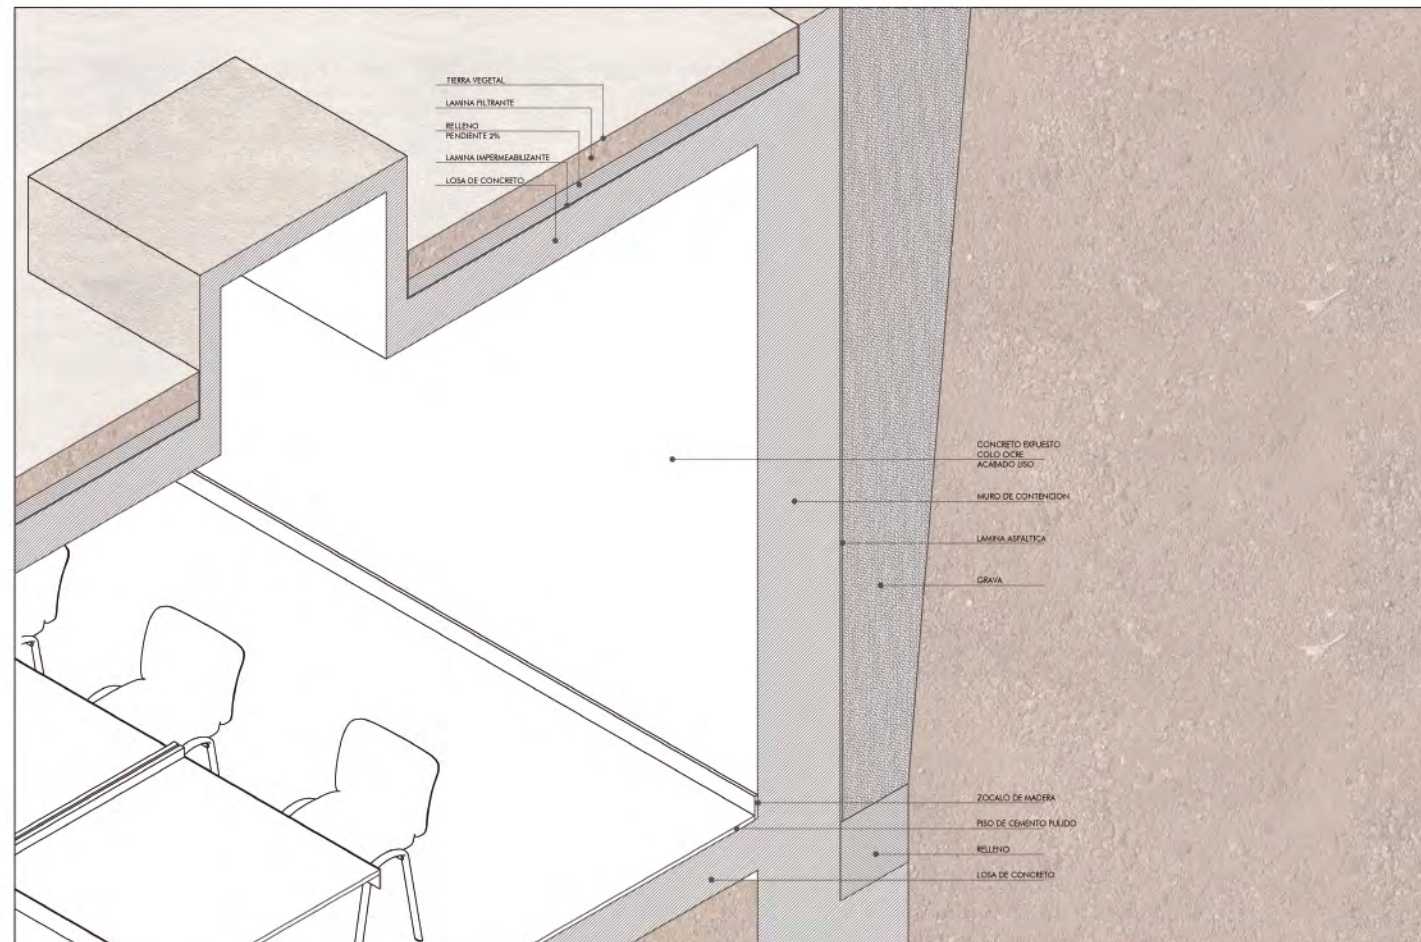 TIERRA VEGETAL
LAMINA FILTRANTE
RELLENO
PENDIENTE 2%
LAMINA IMPERMEABILIZANTE
LOSA DE CONCRETO
CONCRETO EXPUESTO
COLO OCRE
ACABADO LISO
MURO DE CONTENCION
LAMINA ASFALTICA
GRAVA
ZOCALO DE MADERA
PISO DE CEMENTO PULIDO
RELLENO
LOSA DE CONCRETO